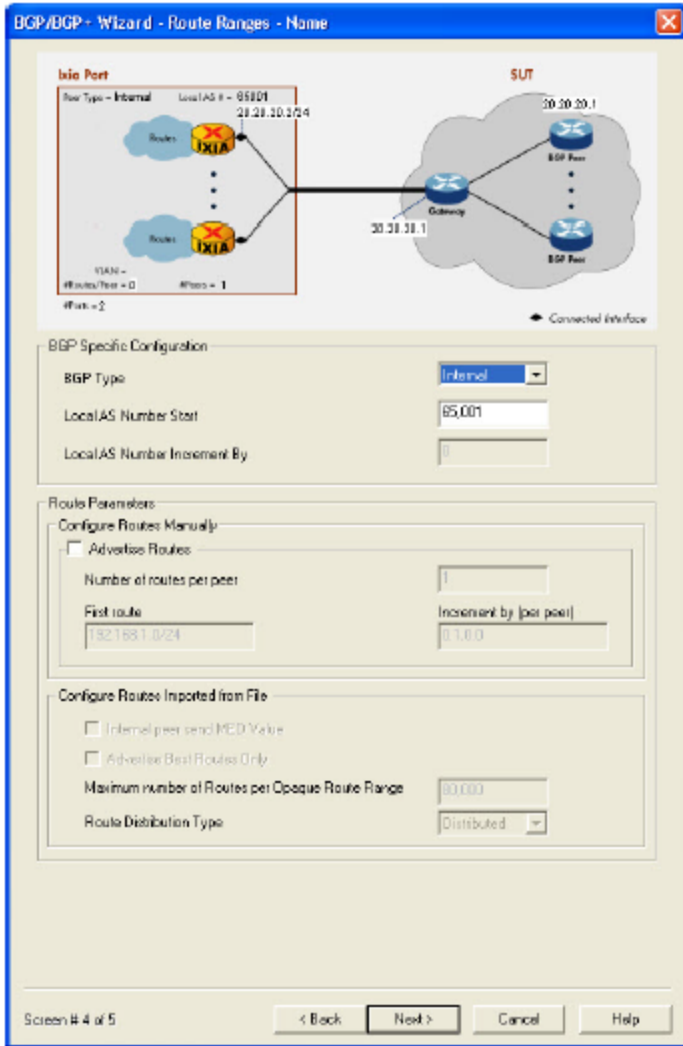 BGP/BGP+ Wizard - Route Ranges - Name
Ixia Port
SUT
Peer Type - Internal
Local AS # - 65001
20.20.20.2/24
20.20.20.1
Routes
IXIA
BGP Peer
Gateway
20.20.20.1
Routes
IXIA
BGP Peer
VLAN -
#Routes/Peer = 0
#Peers = 1
#Ports = 2
Connected Interface
BGP Specific Configuration
BGP Type
Internal
Local AS Number Start
65,001
Local AS Number Increment By
0
Route Parameters
Configure Routes Manually
Advertise Routes
Number of routes per peer
1
First route
Increment by (per peer)
192.168.1.0/24
0.1.0.0
Configure Routes Imported from File
Internal peer send MED Value
Advertise Best Routes Only
Maximum number of Routes per Opaque Route Range
Route Distribution Type
Distributed
Screen # 4 of 5
< Back
Next >
Cancel
Help